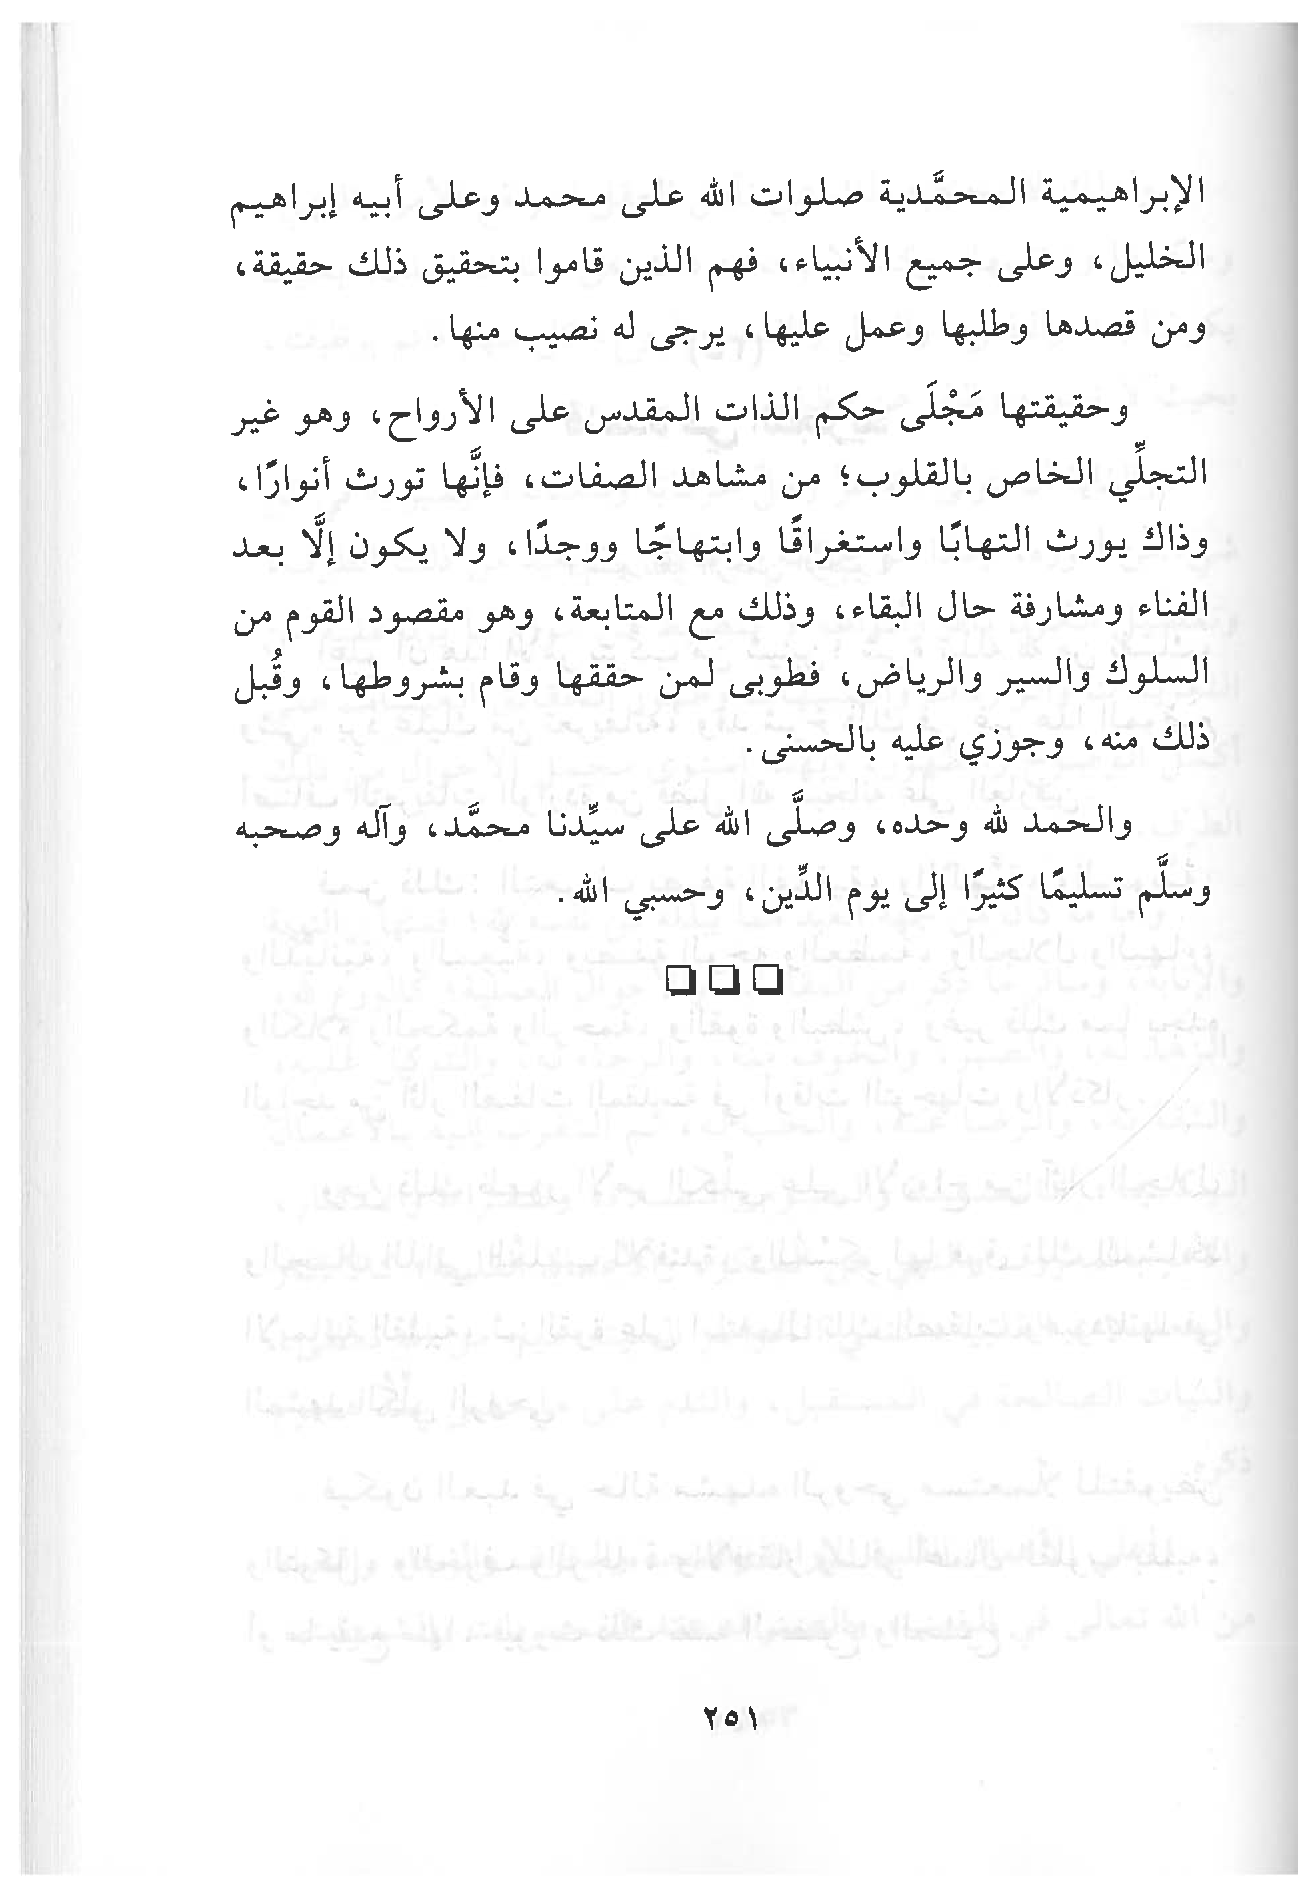 الإبراهيمية المحمَّدية صلوات الله على محمد وعلى أبيه إبراهيم
الخليل، وعلى جميع الأنبياء، فهم الذين قاموا بتحقيق ذلك حقيقة،
ومن قصدها وطلبها وعمل عليها، يرجى له نصيب منها.
وحقيقتها مَجْلَى حكم الذات المقدس على الأرواح، وهو غير
التجلِّي الخاص بالقلوب؛ من مشاهد الصفات، فإنَّها تورث أنوارًا،
وذاك يورث التهابًا واستغراقًا وابتهاجًا ووجدًا، ولا يكون إلَّا بعد
الفناء ومشارفة حال البقاء، وذلك مع المتابعة، وهو مقصود القوم من
السلوك والسير والرياض، فطوبى لمن حققها وقام بشروطها، وقُبل
ذلك منه، وجوزي عليه بالحسنى.
والحمد لله وحده، وصلَّى الله على سيِّدنا محمَّد، وآله وصحبه
وسلَّم تسليمًا كثيرًا إلى يوم الدِّين، وحسبي الله.
٢٥١